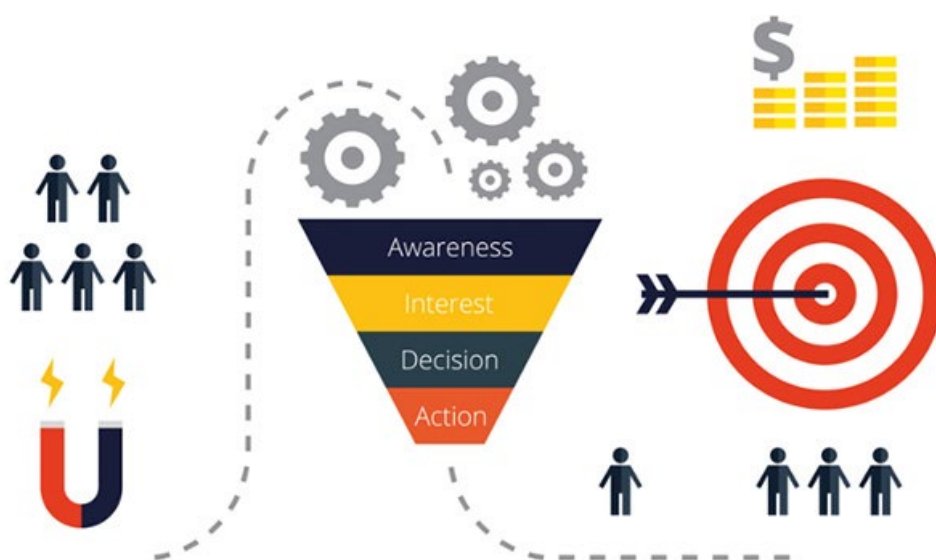 $
Awareness
Interest
Decision
Action